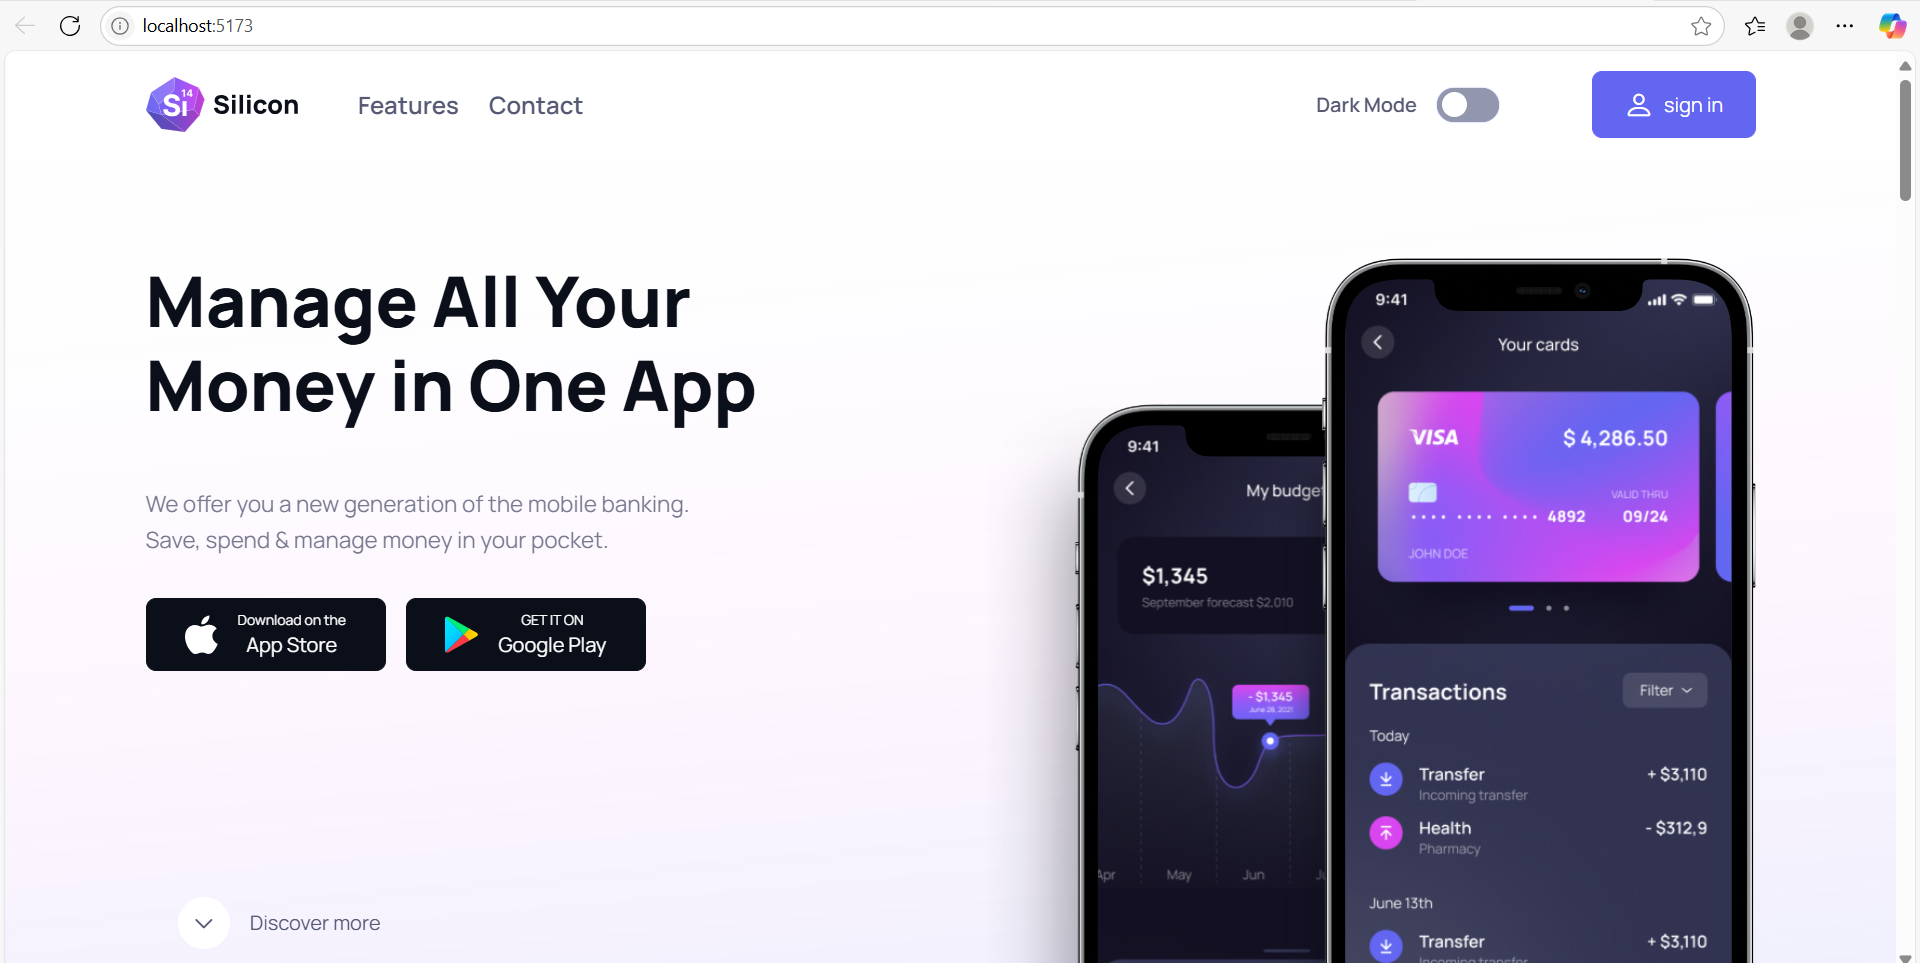 localhost:5173
Si 14 Silicon Features Contact Dark Mode sign in
Manage All Your
Money in One App
We offer you a new generation of the mobile banking.
Save, spend & manage money in your pocket.
Download on the
App Store
GET IT ON
Google Play
Discover more
9:41
My budge
$1,345
September forecast $2,010
- $1,345
June 28, 2021
Apr May Jun Ju
9:41
Your cards
VISA $ 4,286.50
VALID THRU
•••• •••• •••• 4892 09/24
JOHN DOE
Transactions Filter
Today
Transfer + $3,110
Incoming transfer
Health - $312,9
Pharmacy
June 13th
Transfer + $3,110
Incoming transfer